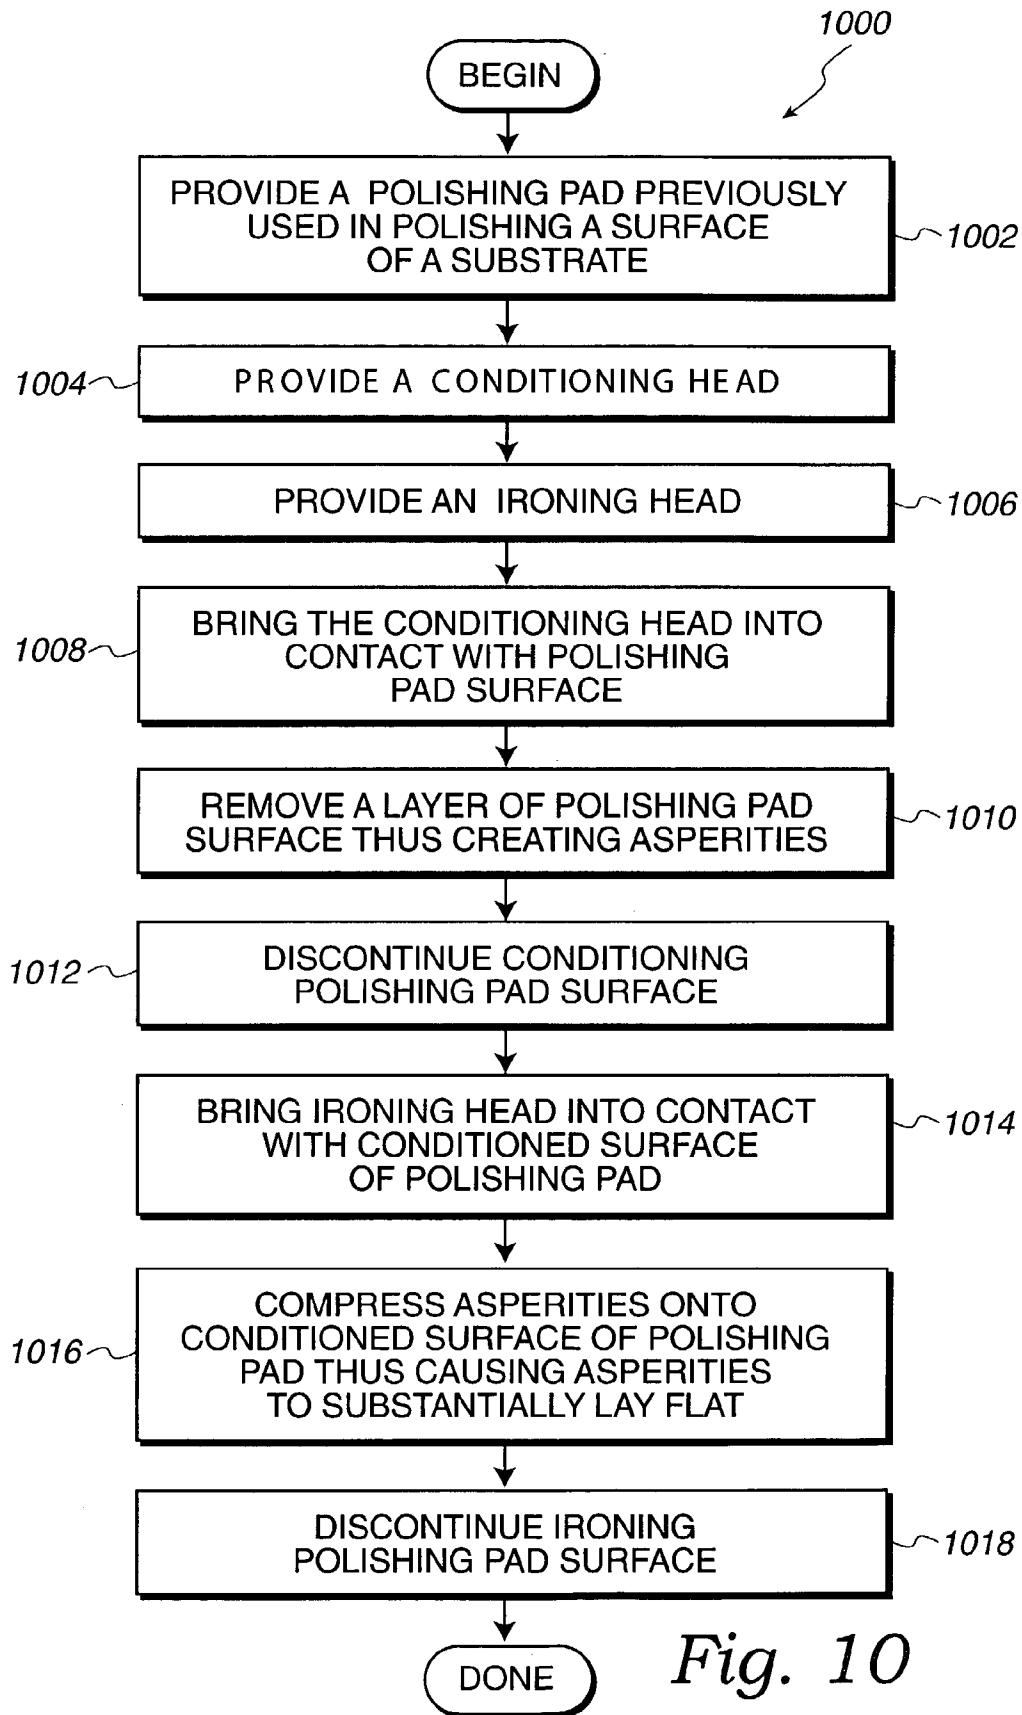 1000
BEGIN
PROVIDE A POLISHING PAD PREVIOUSLY
USED IN POLISHING A SURFACE
OF A SUBSTRATE
1002
1004
PROVIDE A CONDITIONING HEAD
PROVIDE AN IRONING HEAD
1006
1008
BRING THE CONDITIONING HEAD INTO
CONTACT WITH POLISHING
PAD SURFACE
REMOVE A LAYER OF POLISHING PAD
SURFACE THUS CREATING ASPERITIES
1010
1012
DISCONTINUE CONDITIONING
POLISHING PAD SURFACE
BRING IRONING HEAD INTO CONTACT
WITH CONDITIONED SURFACE
OF POLISHING PAD
1014
1016
COMPRESS ASPERITIES ONTO
CONDITIONED SURFACE OF POLISHING
PAD THUS CAUSING ASPERITIES
TO SUBSTANTIALLY LAY FLAT
DISCONTINUE IRONING
POLISHING PAD SURFACE
1018
DONE
Fig. 10